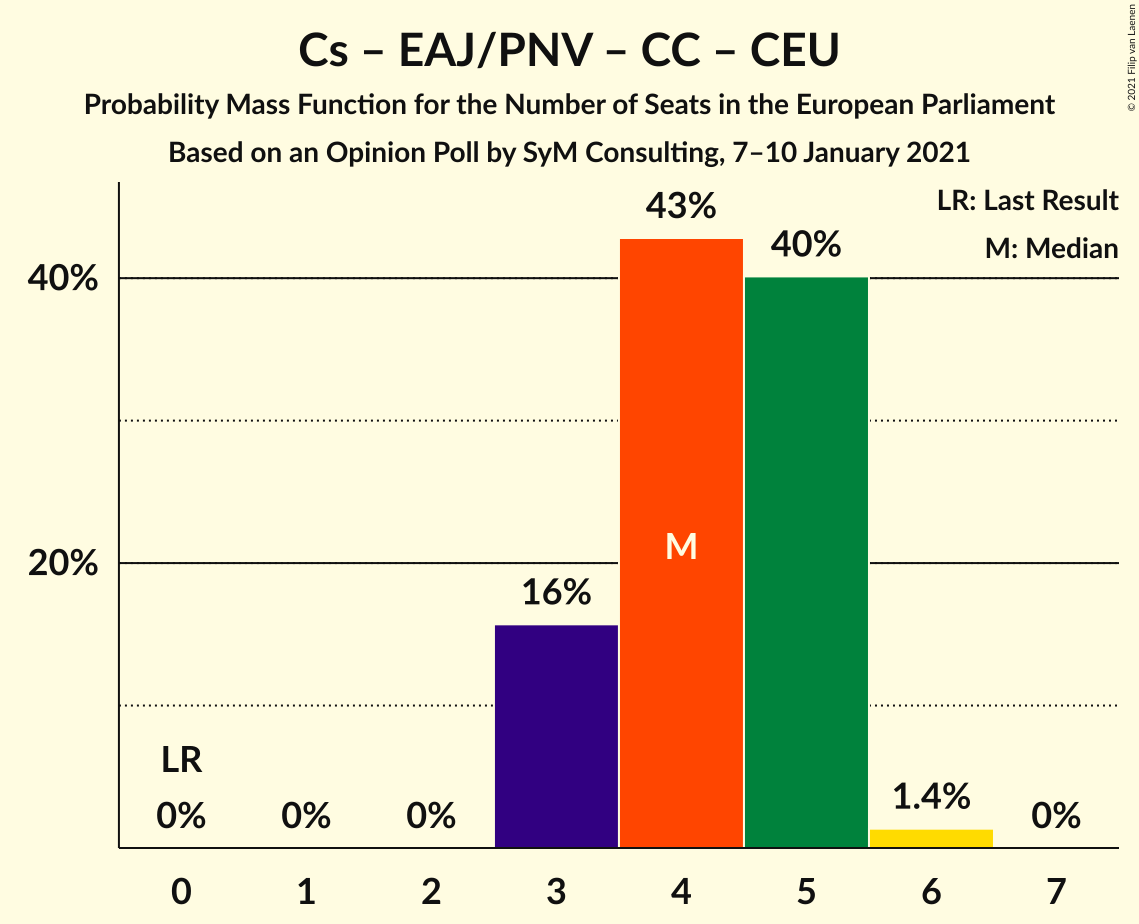 Cs – EAJ/PNV – CC – CEU
Probability Mass Function for the Number of Seats in the European Parliament
Based on an Opinion Poll by SyM Consulting, 7–10 January 2021
© 2021 Filip van Laenen
LR: Last Result
M: Median
43%
40%
40%
M
20%
16%
LR
0%
0%
0%
1.4%
0%
0
1
2
3
4
5
6
7